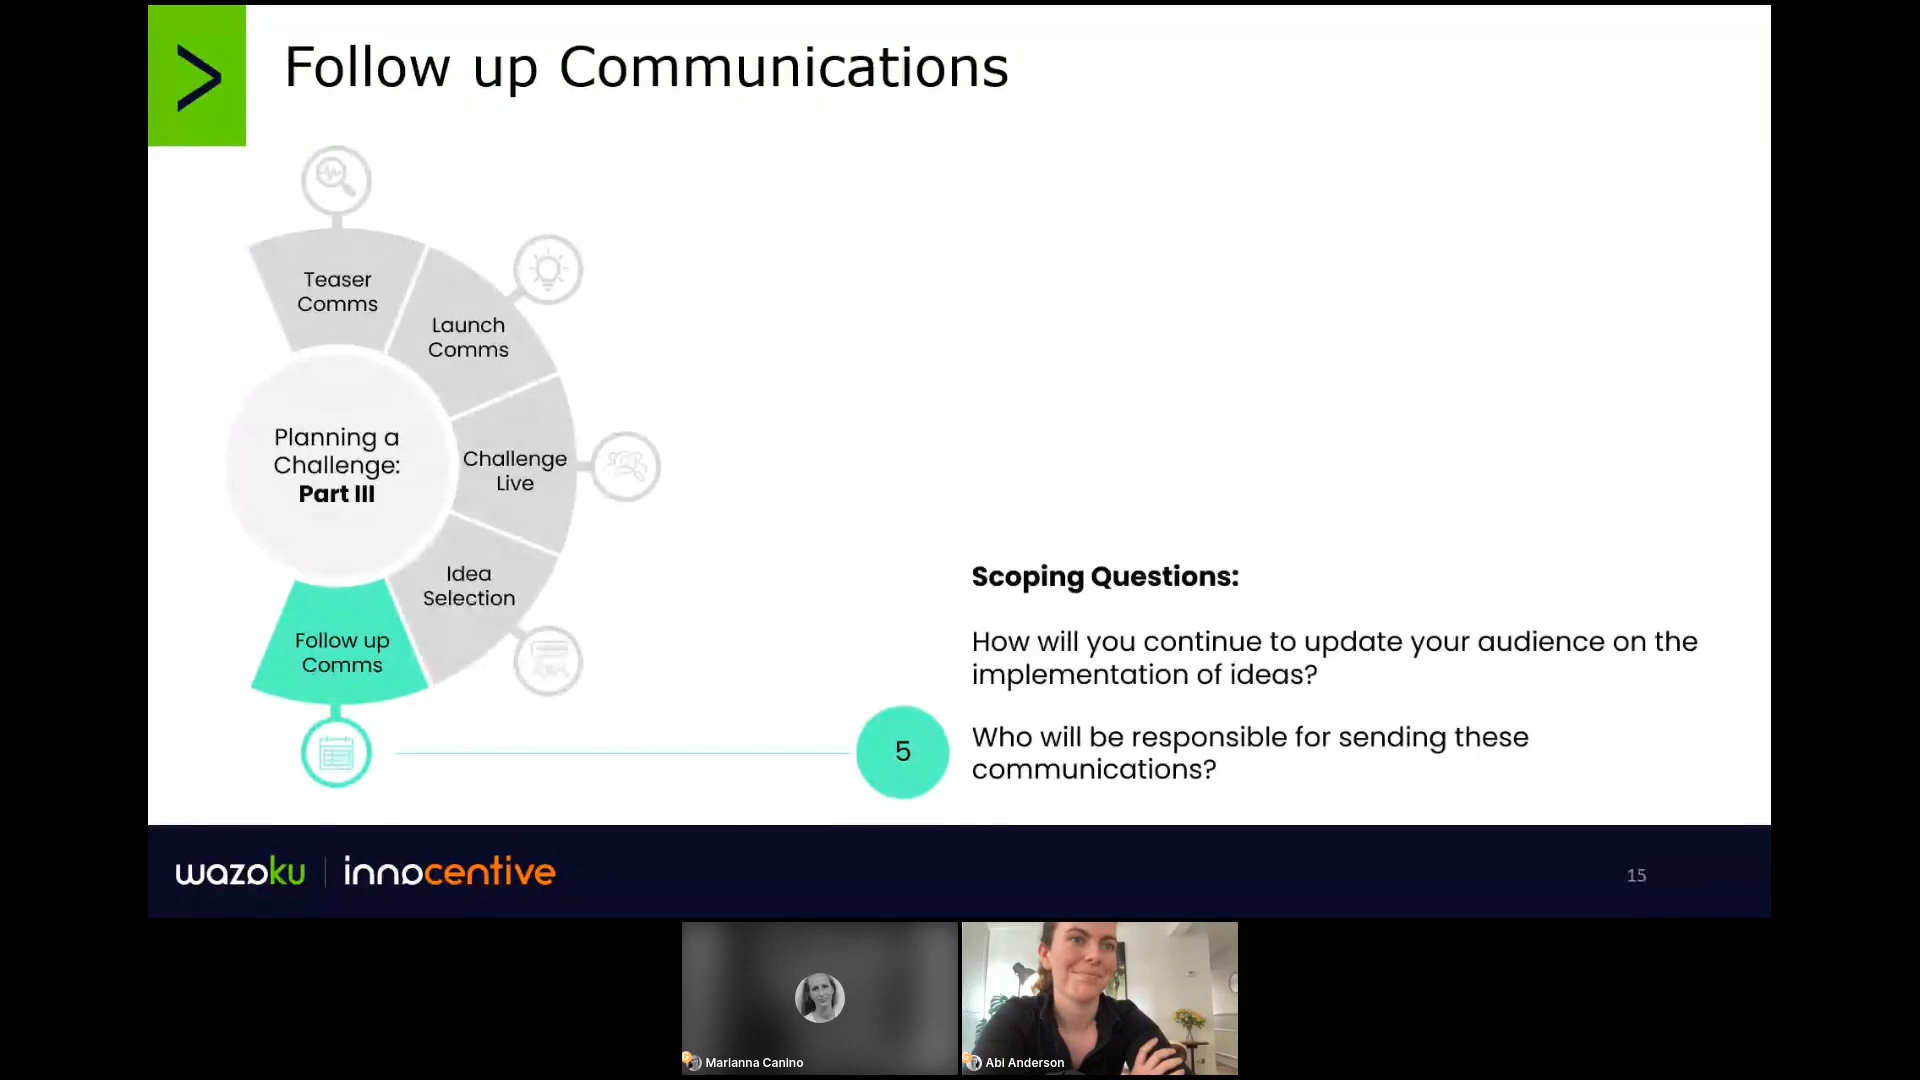 Follow up Communications
Teaser
Comms
Launch
Comms
Challenge
Live
Planning a
Challenge:
Part III
Idea
Selection
Follow up
Comms
Scoping Questions:
How will you continue to update your audience on the
implementation of ideas?
5
Who will be responsible for sending these
communications?
wazoku | innocentive
15
Marianna Canino
Abi Anderson